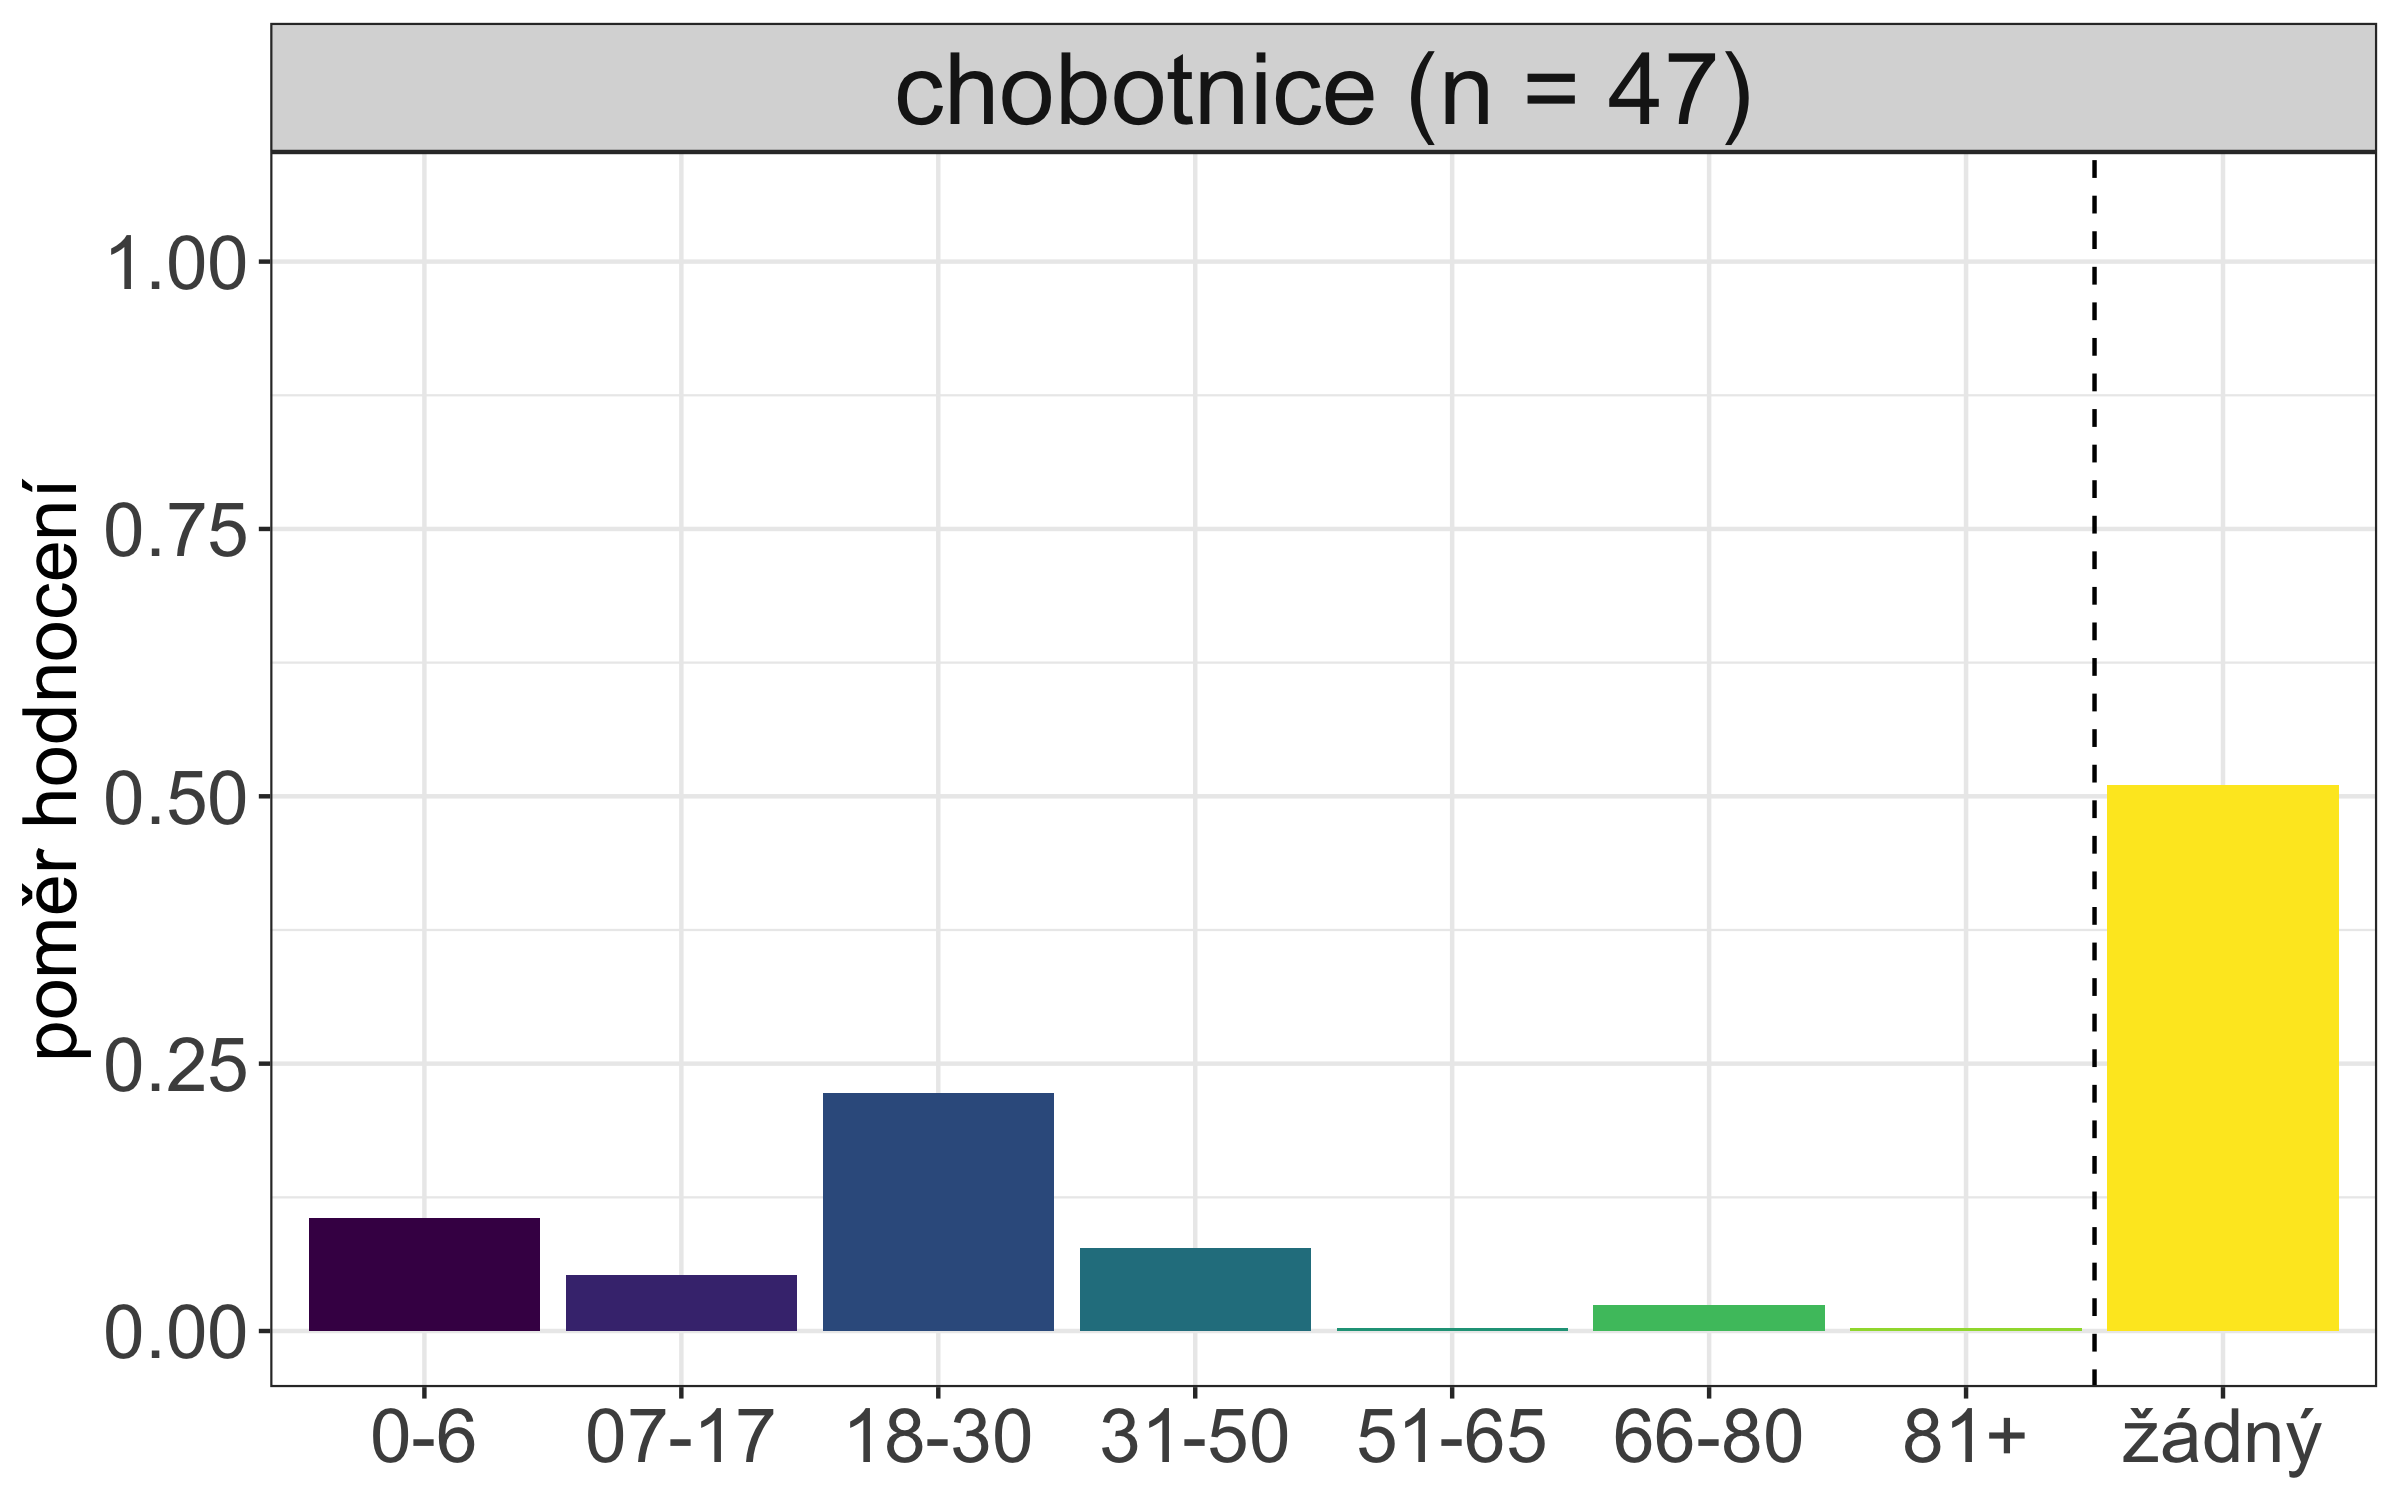 chobotnice (n = 47)
poměr hodnocení
1.00
0.75
0.50
0.25
0.00
0-6 07-17 18-30 31-50 51-65 66-80 81+ žádný